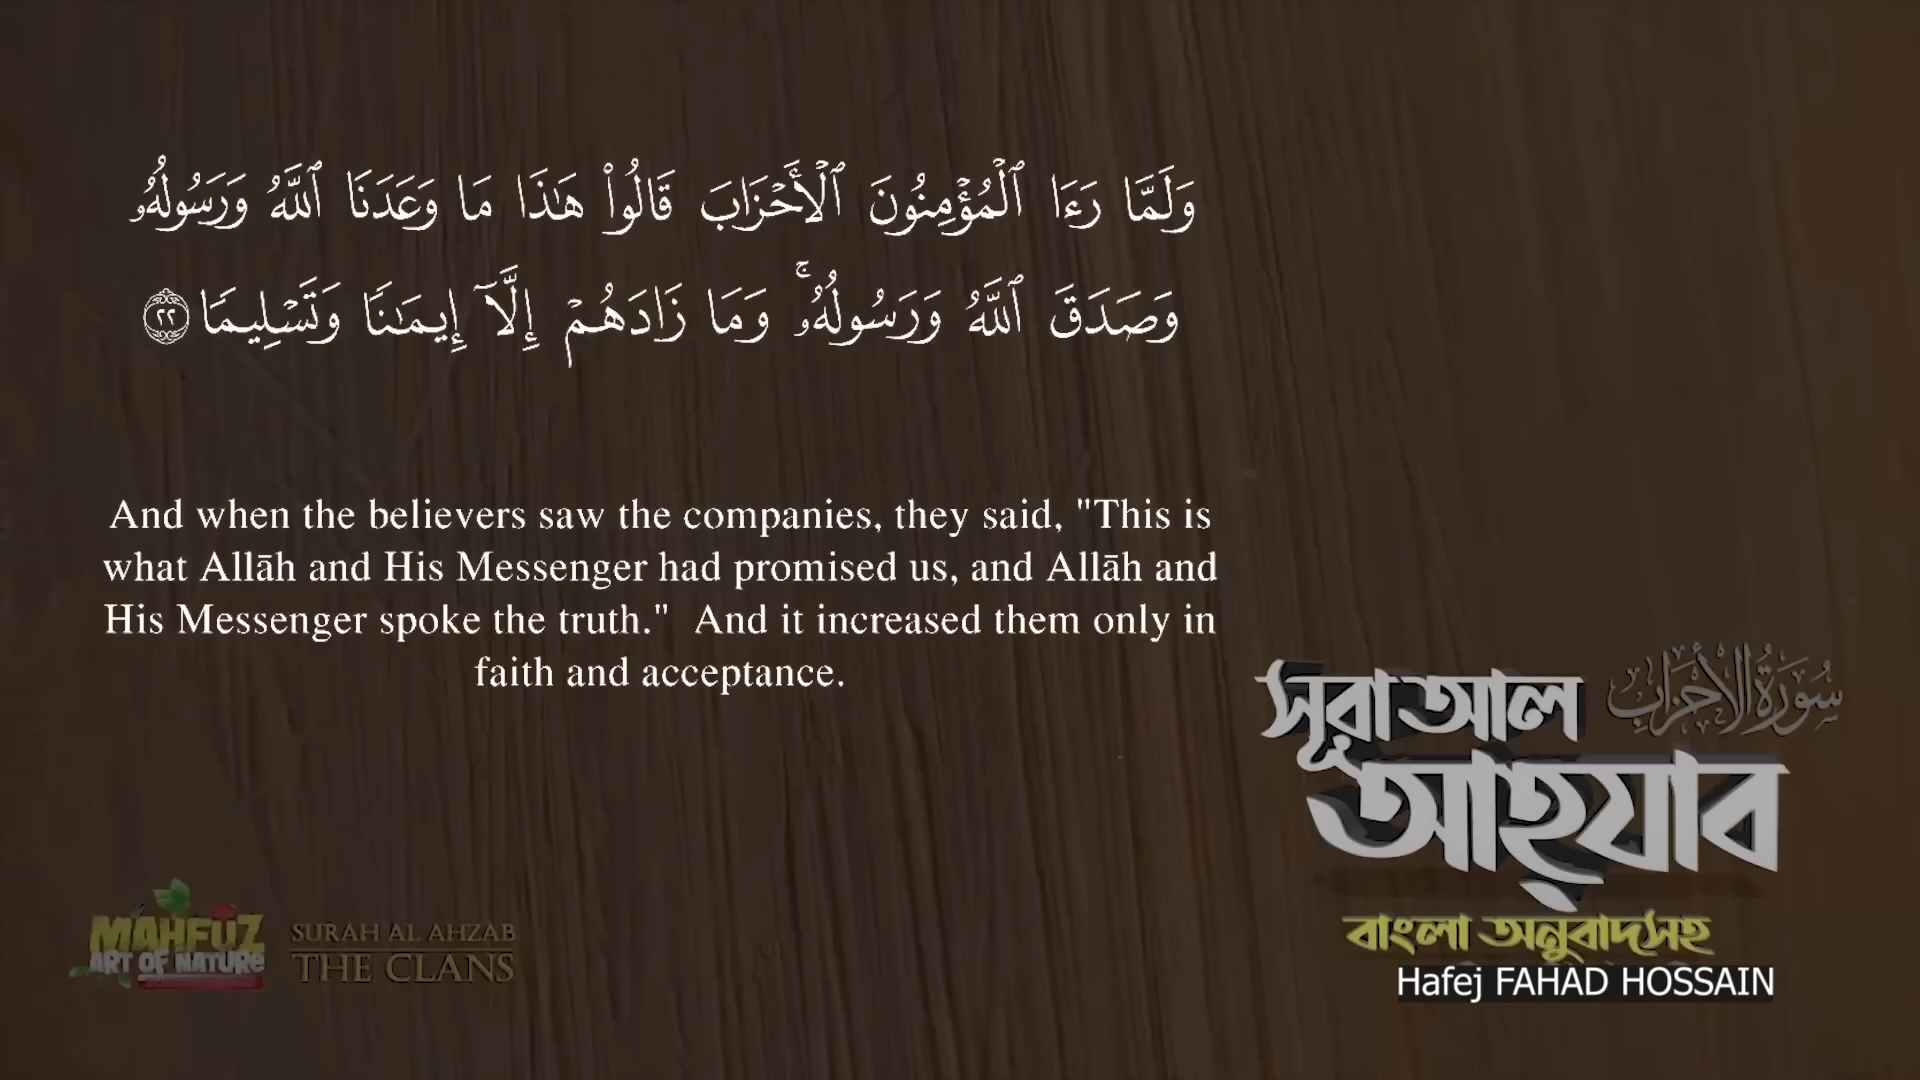 وَلَمَّا رَءَا ٱلْمُؤْمِنُونَ ٱلْأَحْزَابَ قَالُوا۟ هَـٰذَا مَا وَعَدَنَا ٱللَّهُ وَرَسُولُهُۥ
وَصَدَقَ ٱللَّهُ وَرَسُولُهُۥ ۚ وَمَا زَادَهُمْ إِلَّآ إِيمَـٰنًا وَتَسْلِيمًا ٢٢
And when the believers saw the companies, they said, "This is
what Allāh and His Messenger had promised us, and Allāh and
His Messenger spoke the truth."  And it increased them only in
faith and acceptance.
সূরা আল سُورَةُ الْأَحْزَابِ
আহযাব
বাংলা অনুবাদসহ
Hafej FAHAD HOSSAIN
MAHFUZ
ART OF NATURE
SURAH AL AHZAB
THE CLANS